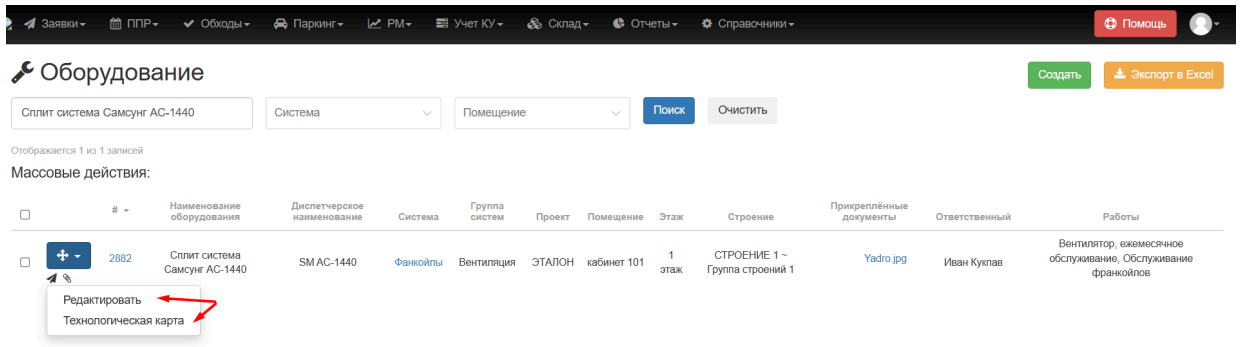 Заявки ППР Обходы Паркинг РМ Учет КУ Склад Отчеты Справочники Помощь
Оборудование
Создать Экспорт в Excel
Сплит система Самсунг АС-1440 Система Помещение Поиск Очистить
Отображается 1 из 1 записей
Массовые действия:
# Наименование оборудования Диспетчерское наименование Система Группа систем Проект Помещение Этаж Строение Прикреплённые документы Ответственный Работы
2882 Сплит система Самсунг АС-1440 SM AC-1440 Фанкойлы Вентиляция ЭТАЛОН кабинет 101 1 этаж СТРОЕНИЕ 1 ~ Группа строений 1 Yadro.jpg Иван Куклав Вентилятор, ежемесячное обслуживание, Обслуживание франкойлов
Редактировать
Технологическая карта